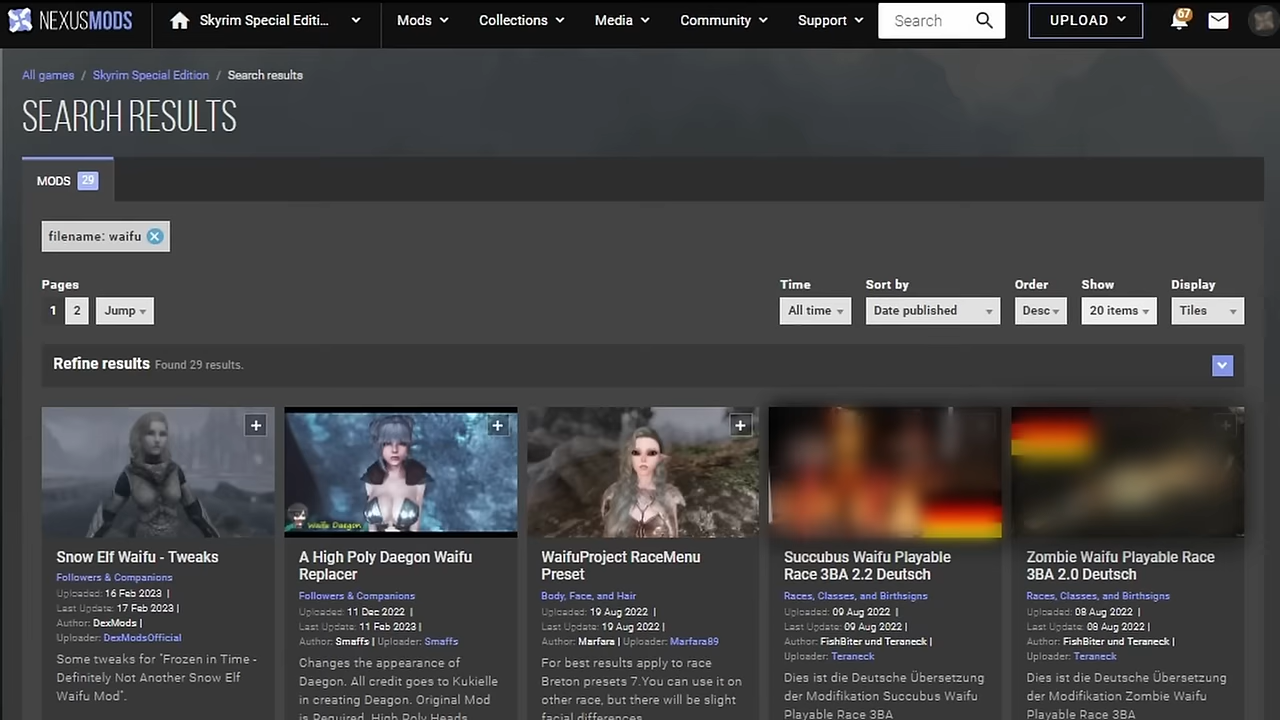 NEXUSMODS
Skyrim Special Editi...
Mods
Collections
Media
Community
Support
Search
UPLOAD
67
All games / Skyrim Special Edition / Search results
SEARCH RESULTS
MODS 29
filename: waifu
Pages
1 2 Jump
Time
All time
Sort by
Date published
Order
Desc
Show
20 items
Display
Tiles
Refine results Found 29 results.
Waifu Daegon
Snow Elf Waifu - Tweaks
Followers & Companions
Uploaded: 16 Feb 2023 |
Last Update: 17 Feb 2023 |
Author: DexMods |
Uploader: DexModsOfficial
Some tweaks for "Frozen in Time -
Definitely Not Another Snow Elf
Waifu Mod".
A High Poly Daegon Waifu
Replacer
Followers & Companions
Uploaded: 11 Dec 2022 |
Last Update: 11 Feb 2023 |
Author: Smaffs | Uploader: Smaffs
Changes the appearance of
Daegon. All credit goes to Kukielle
in creating Daegon. Original Mod
is Required. High Poly Heads
WaifuProject RaceMenu
Preset
Body, Face, and Hair
Uploaded: 19 Aug 2022 |
Last Update: 19 Aug 2022 |
Author: Marfara | Uploader: Marfara89
For best results apply to race
Breton presets 7.You can use it on
other race, but there will be slight
facial differences
Succubus Waifu Playable
Race 3BA 2.2 Deutsch
Races, Classes, and Birthsigns
Uploaded: 09 Aug 2022 |
Last Update: 09 Aug 2022 |
Author: FishBiter und Teraneck |
Uploader: Teraneck
Dies ist die Deutsche Übersetzung
der Modifikation Succubus Waifu
Playable Race 3BA
Zombie Waifu Playable Race
3BA 2.0 Deutsch
Races, Classes, and Birthsigns
Uploaded: 08 Aug 2022 |
Last Update: 09 Aug 2022 |
Author: FishBiter und Teraneck |
Uploader: Teraneck
Dies ist die Deutsche Übersetzung
der Modifikation Zombie Waifu
Playable Race 3BA